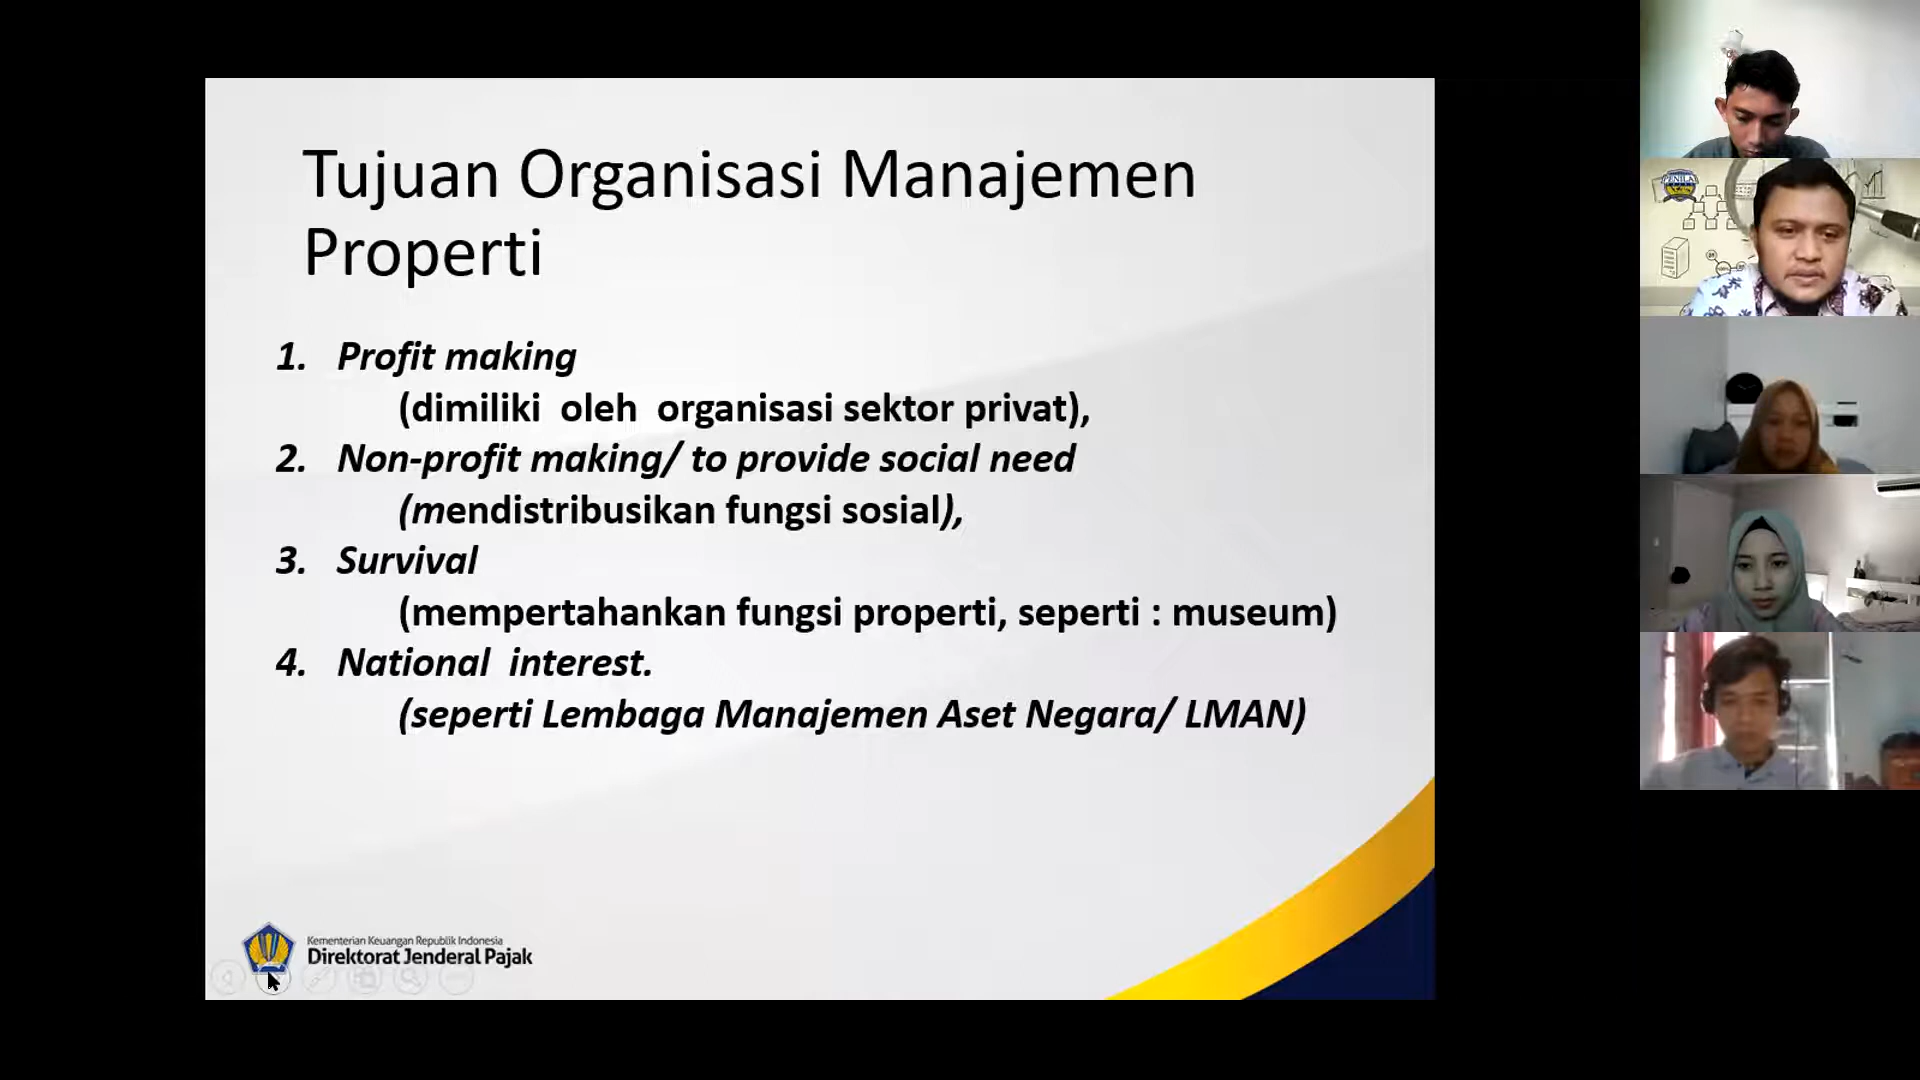 Tujuan Organisasi Manajemen
Properti
1. Profit making
(dimiliki oleh organisasi sektor privat),
2. Non-profit making/ to provide social need
(mendistribusikan fungsi sosial),
3. Survival
(mempertahankan fungsi properti, seperti : museum)
4. National interest.
(seperti Lembaga Manajemen Aset Negara/ LMAN)
Kementerian Keuangan Republik Indonesia
Direktorat Jenderal Pajak
PENILAI